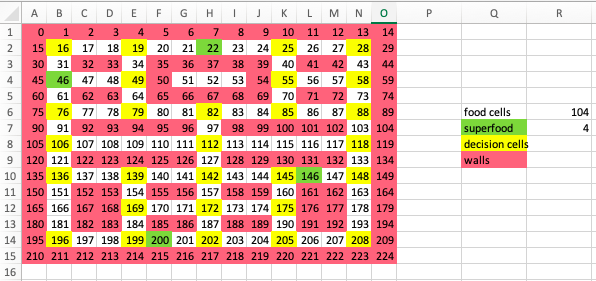 A B C D E F G H I J K L M N O P Q R
1 0 1 2 3 4 5 6 7 8 9 10 11 12 13 14
2 15 16 17 18 19 20 21 22 23 24 25 26 27 28 29
3 30 31 32 33 34 35 36 37 38 39 40 41 42 43 44
4 45 46 47 48 49 50 51 52 53 54 55 56 57 58 59
5 60 61 62 63 64 65 66 67 68 69 70 71 72 73 74
6 75 76 77 78 79 80 81 82 83 84 85 86 87 88 89 food cells 104
7 90 91 92 93 94 95 96 97 98 99 100 101 102 103 104 superfood 4
8 105 106 107 108 109 110 111 112 113 114 115 116 117 118 119 decision cells
9 120 121 122 123 124 125 126 127 128 129 130 131 132 133 134 walls
10 135 136 137 138 139 140 141 142 143 144 145 146 147 148 149
11 150 151 152 153 154 155 156 157 158 159 160 161 162 163 164
12 165 166 167 168 169 170 171 172 173 174 175 176 177 178 179
13 180 181 182 183 184 185 186 187 188 189 190 191 192 193 194
14 195 196 197 198 199 200 201 202 203 204 205 206 207 208 209
15 210 211 212 213 214 215 216 217 218 219 220 221 222 223 224
16